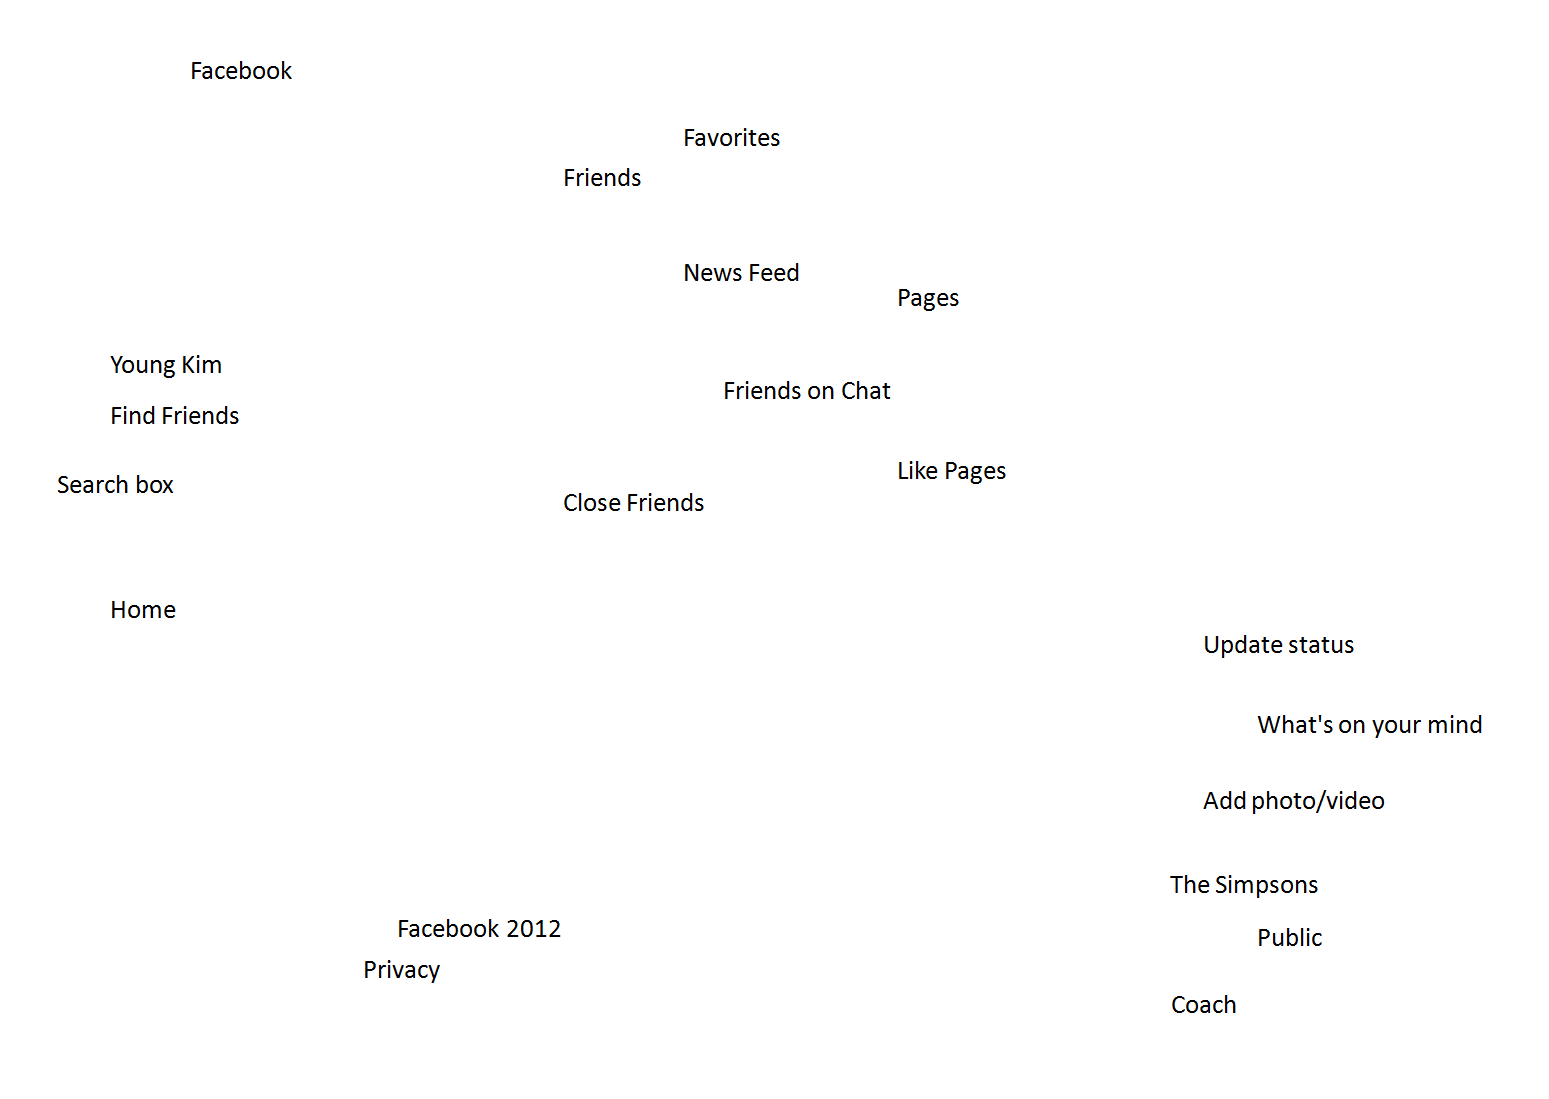 Facebook
Favorites
Friends
News Feed
Pages
Young Kim
Friends on Chat
Find Friends
Like Pages
Search box
Close Friends
Home
Update status
What's on your mind
Add photo/video
The Simpsons
Facebook 2012
Public
Privacy
Coach